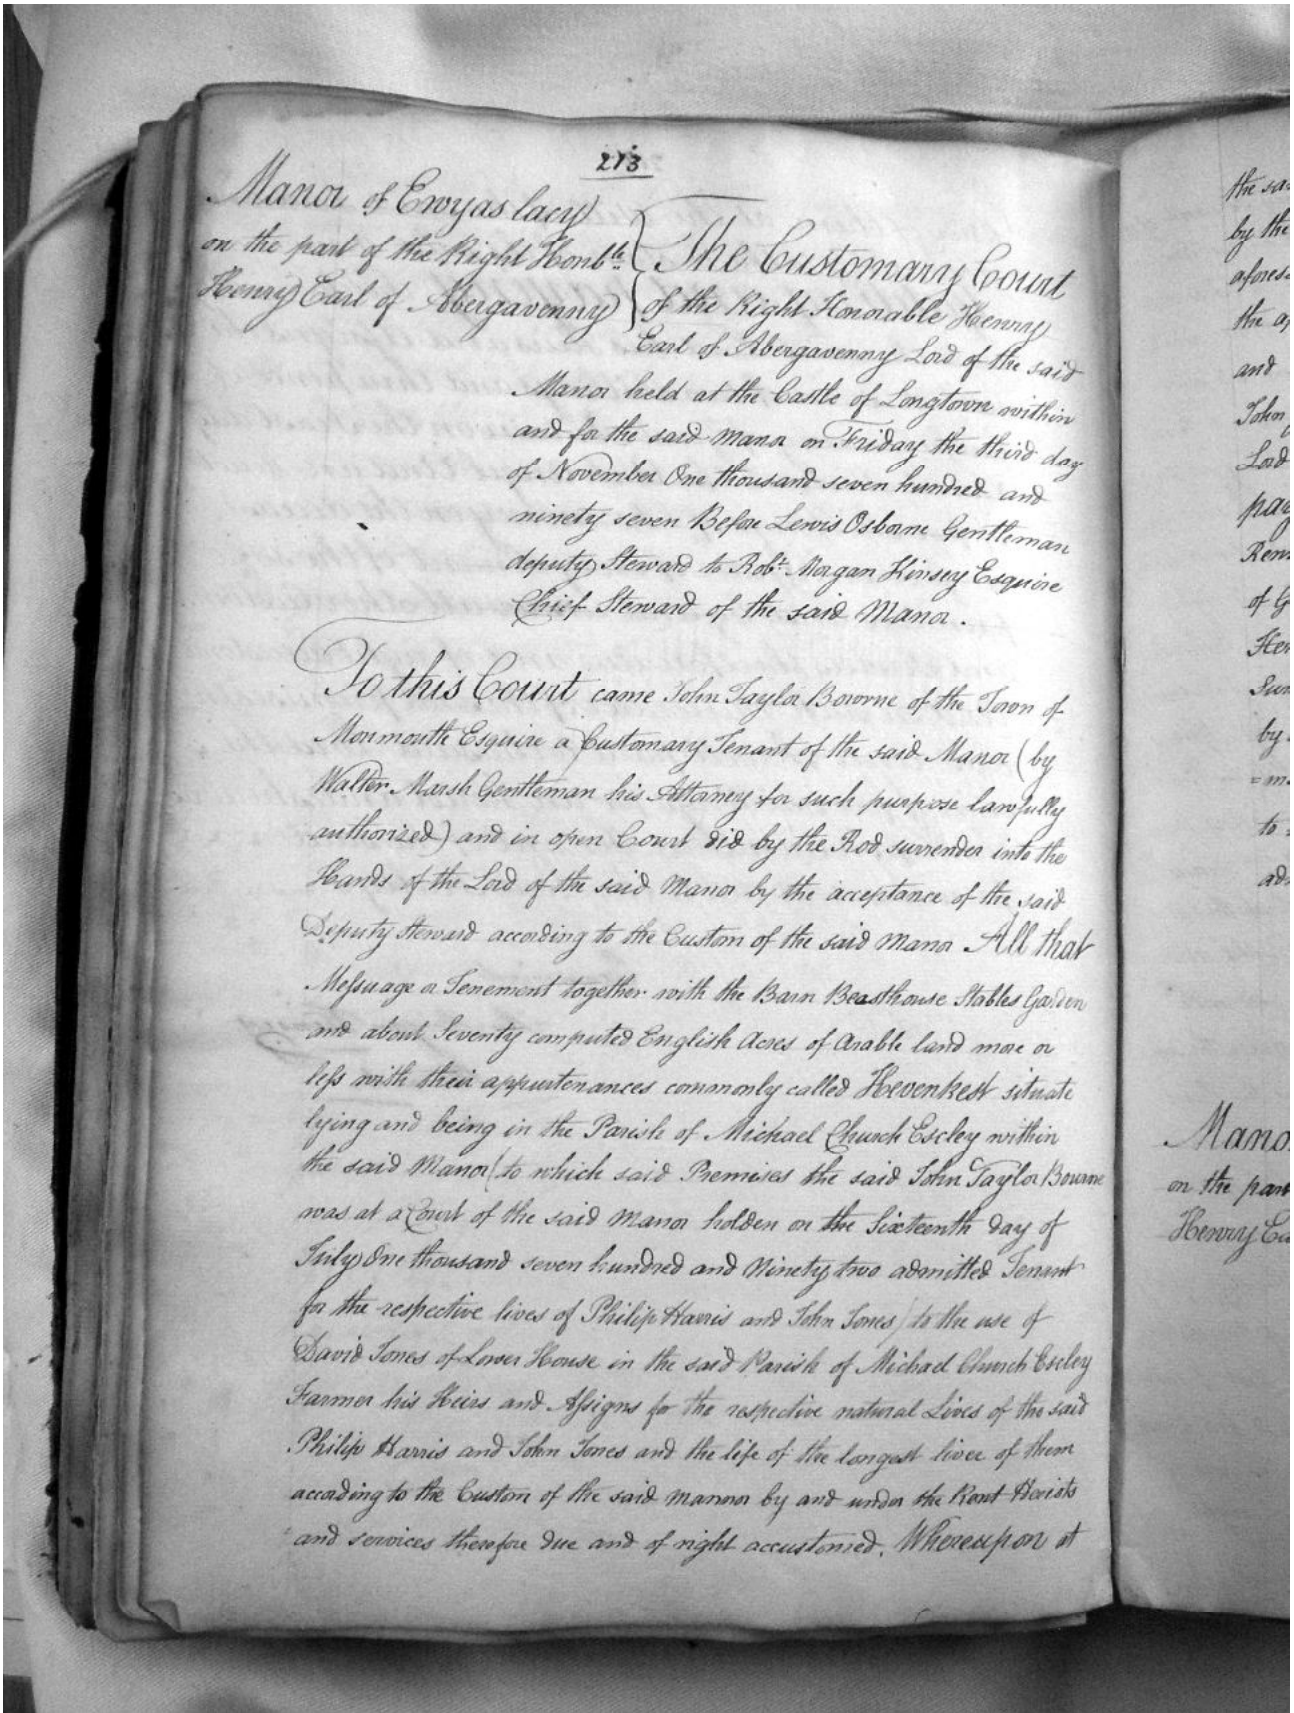 213
Manor of Ewyas lacy
on the part of the Right Honble
Henry Earl of Abergavenny
The Customary Court
of the Right Honorable Henry
Earl of Abergavenny Lord of the said
Manor held at the Castle of Longtown within
and for the said Manor on Friday the third day
of November One thousand seven hundred and
ninety seven Before Lewis Osborne Gentleman
deputy Steward to Robt. Morgan Kinsey Esquire
Chief Steward of the said Manor.
To this Court came John Taylor Bowrne of the Town of
Monmouth Esquire a Customary Tenant of the said Manor (by
Walter Marsh Gentleman his Attorney for such purpose lawfully
authorized) and in open Court did by the Rod surrender into the
Hands of the Lord of the said Manor by the acceptance of the said
Deputy Steward according to the Custom of the said Manor All that
Messuage or Tenement together with the Barn Beasthouse Stables Garden
and about Seventy computed English Acres of Arable land more or
less with their appurtenances commonly called Hevenkest situate
lying and being in the Parish of Michael Church Escley within
the said Manor (to which said Premises the said John Taylor Bourne
was at a Court of the said Manor holden on the Sixteenth day of
July One thousand seven hundred and Ninety two admitted Tenant
for the respective lives of Philip Harris and John Jones) to the use of
David Jones of Lower House in the said Parish of Michael Church Escley
Farmer his Heirs and Assigns for the respective natural Lives of the said
Philip Harris and John Jones and the life of the longest liver of them
according to the Custom of the said mannor by and under the Rent Heriots
and services therefore due and of right accustomed. Whereupon at
the
by the
the
and
John
Lord
of
by
to
Mano
on the part
Henry